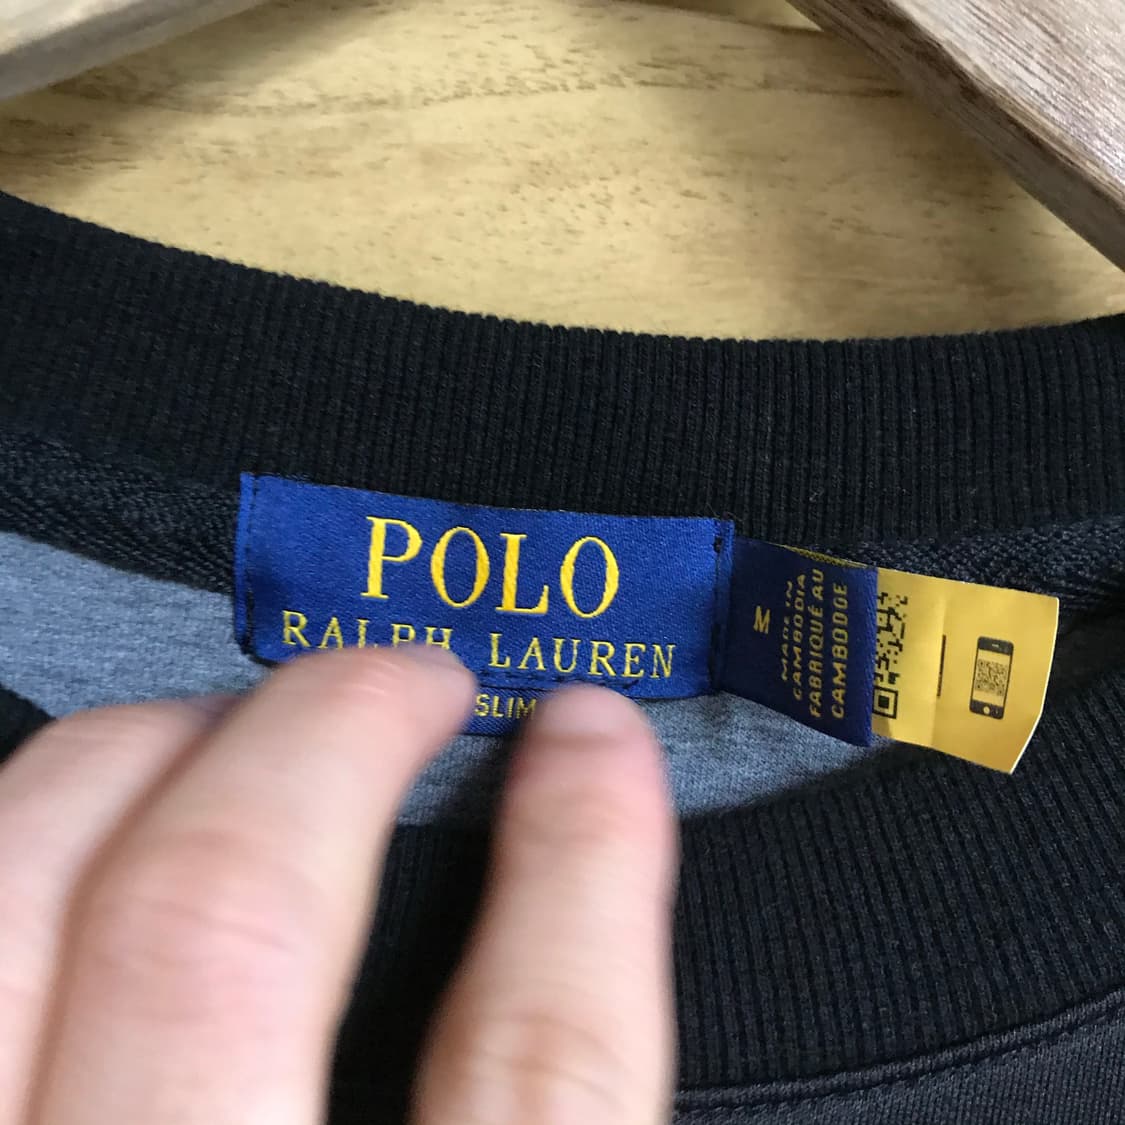 POLO
RALPH LAUREN
SLIM
M
MADE IN
CAMBODIA
FABRIQUÉ AU
CAMBODGE